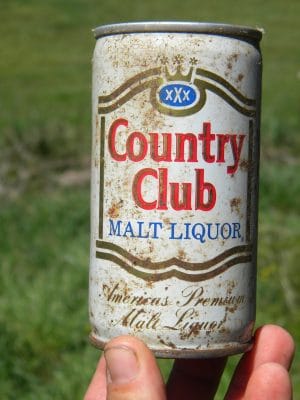 xXx
Country
Club
MALT LIQUOR
America's Premium
Malt Liquor